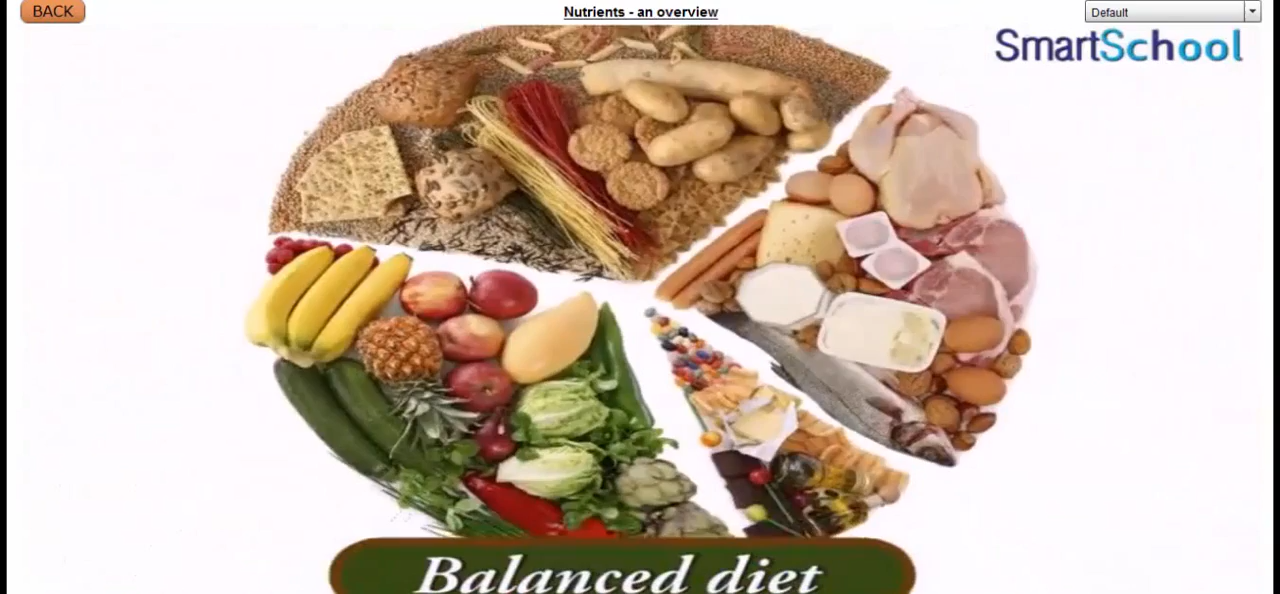 BACK
Nutrients - an overview
Default
SmartSchool
Balanced diet